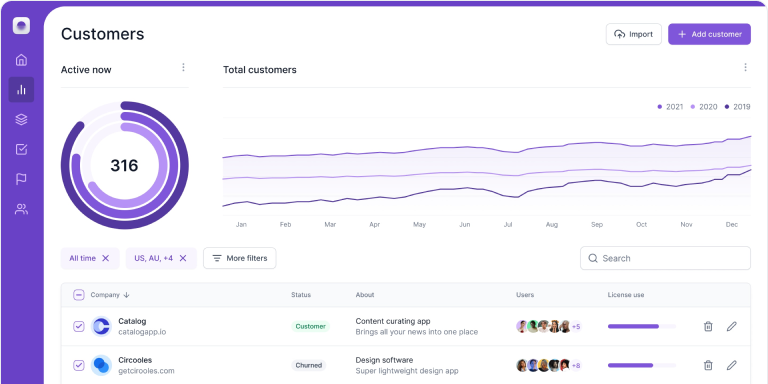 Customers
Import
Add customer
Active now
Total customers
2021
2020
2019
316
Jan
Feb
Mar
Apr
May
Jun
Jul
Aug
Sep
Oct
Nov
Dec
All time
US, AU, +4
More filters
Search
Company
Status
About
Users
License use
Catalog
catalogapp.io
Customer
Content curating app
Brings all your news into one place
+5
Circooles
getcirooles.com
Churned
Design software
Super lightweight design app
+8